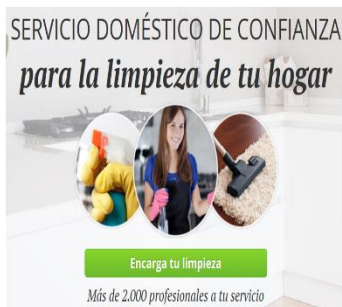 SERVICIO DOMÉSTICO DE CONFIANZA
para la limpieza de tu hogar
Encarga tu limpieza
Más de 2.000 profesionales a tu servicio